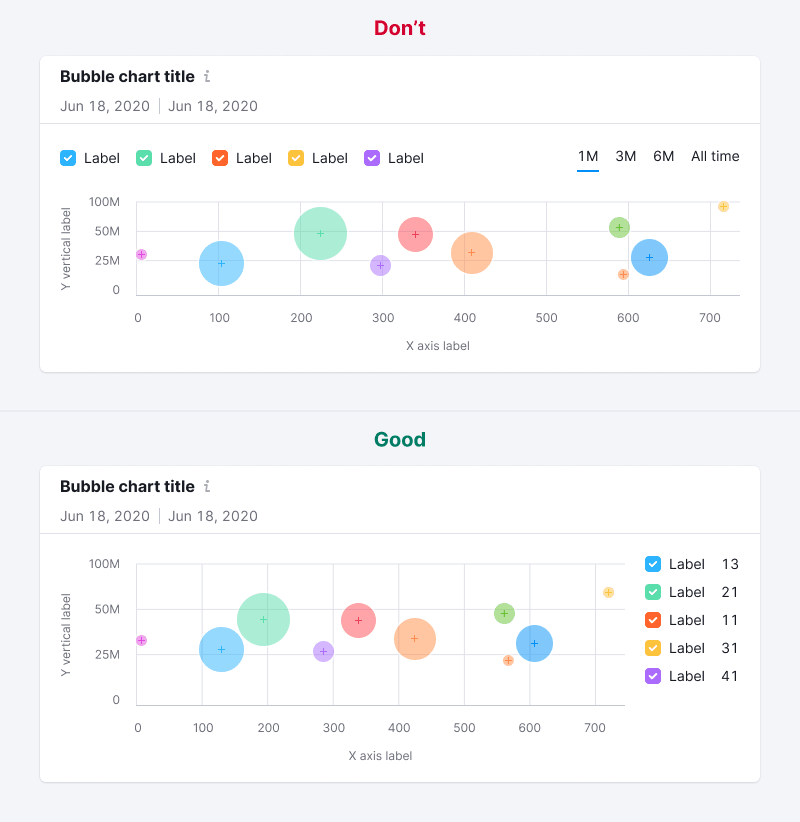 Don’t
Bubble chart title
Jun 18, 2020 | Jun 18, 2020
Label Label Label Label Label 1M 3M 6M All time
Y vertical label
100M
50M
25M
0
0 100 200 300 400 500 600 700
X axis label
Good
Bubble chart title
Jun 18, 2020 | Jun 18, 2020
Y vertical label
100M
50M
25M
0
0 100 200 300 400 500 600 700
X axis label
Label 13
Label 21
Label 11
Label 31
Label 41